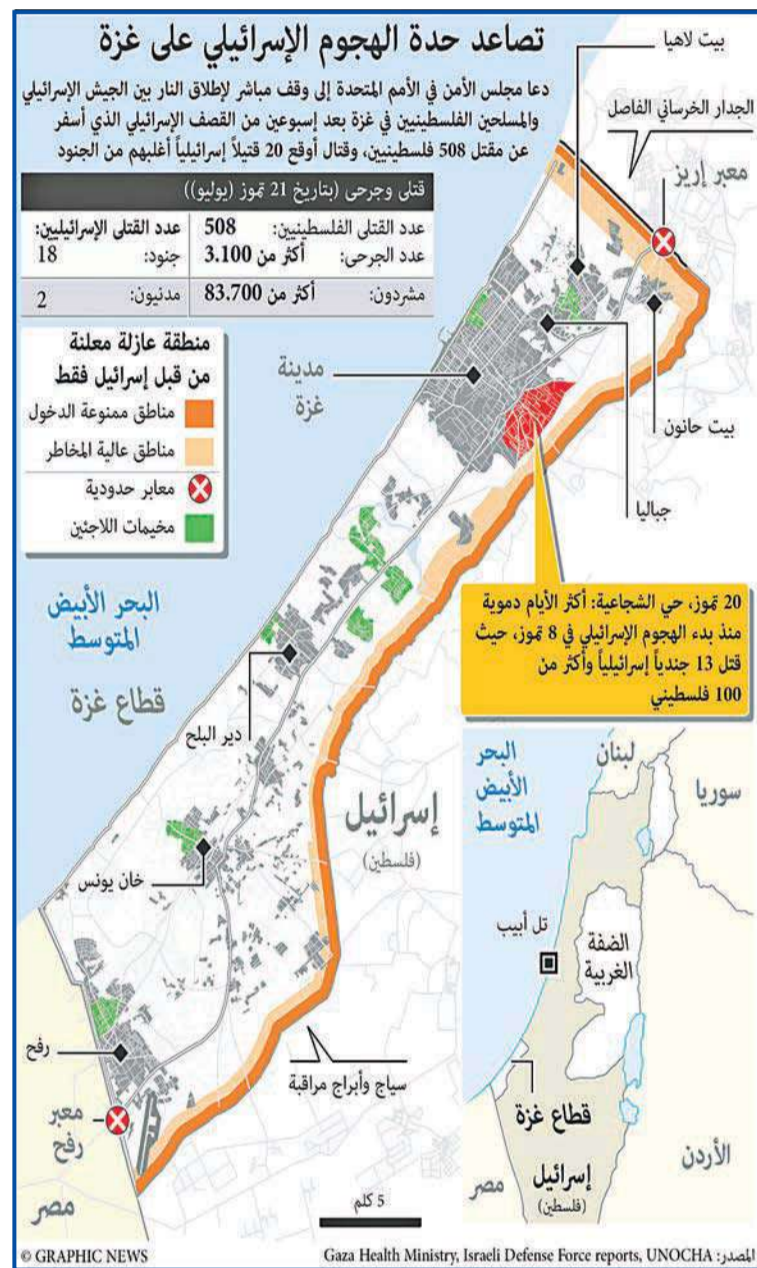 تصاعد حدة الهجوم الإسرائيلي على غزة
دعا مجلس الأمن في الأمم المتحدة إلى وقف مباشر لإطلاق النار بين الجيش الإسرائيلي
والمسلحين الفلسطينيين في غزة بعد إسبوعين من القصف الإسرائيلي الذي أسفر
عن مقتل 508 فلسطينيين، وقتال أوقع 20 قتيلاً إسرائيلياً أغلبهم من الجنود
قتلى وجرحى (بتاريخ 21 تموز (يوليو))
عدد القتلى الفلسطينيين: 508
عدد الجرحى: أكثر من 3.100
مشردون: أكثر من 83.700
عدد القتلى الإسرائيليين:
جنود: 18
مدنيون: 2
منطقة عازلة معلنة
من قبل إسرائيل فقط
مناطق ممنوعة الدخول
مناطق عالية المخاطر
معابر حدودية
مخيمات اللاجئين
بيت لاهيا
الجدار الخرساني الفاصل
معبر إريز
مدينة
غزة
بيت حانون
جباليا
20 تموز، حي الشجاعية: أكثر الأيام دموية
منذ بدء الهجوم الإسرائيلي في 8 تموز، حيث
قتل 13 جندياً إسرائيلياً وأكثر من
100 فلسطيني
البحر الأبيض
المتوسط
قطاع غزة
دير البلح
إسرائيل
(فلسطين)
خان يونس
رفح
سياج وأبراج مراقبة
معبر
رفح
مصر
5 كلم
البحر
الأبيض
المتوسط
لبنان
سوريا
تل أبيب
الضفة
الغربية
قطاع غزة
إسرائيل
(فلسطين)
الأردن
مصر
© GRAPHIC NEWS
المصدر: Gaza Health Ministry, Israeli Defense Force reports, UNOCHA